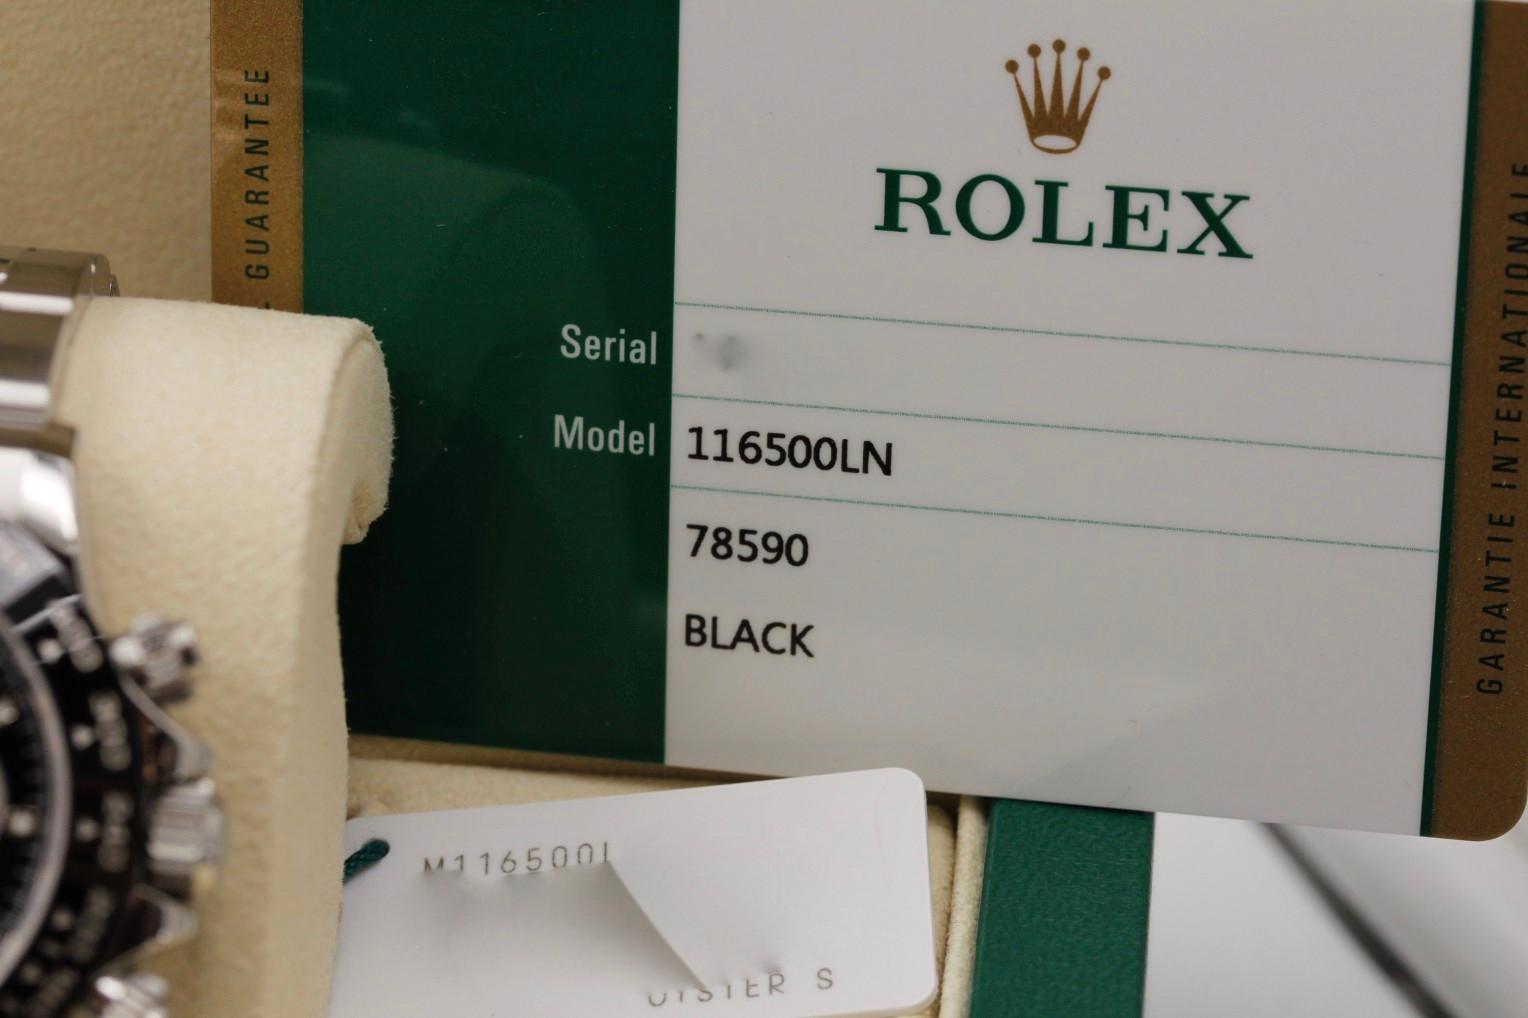 GUARANTEE
ROLEX
Serial
Model 116500LN
78590
BLACK
GARANTIE INTERNATIONALE
M116500L
OYSTER S